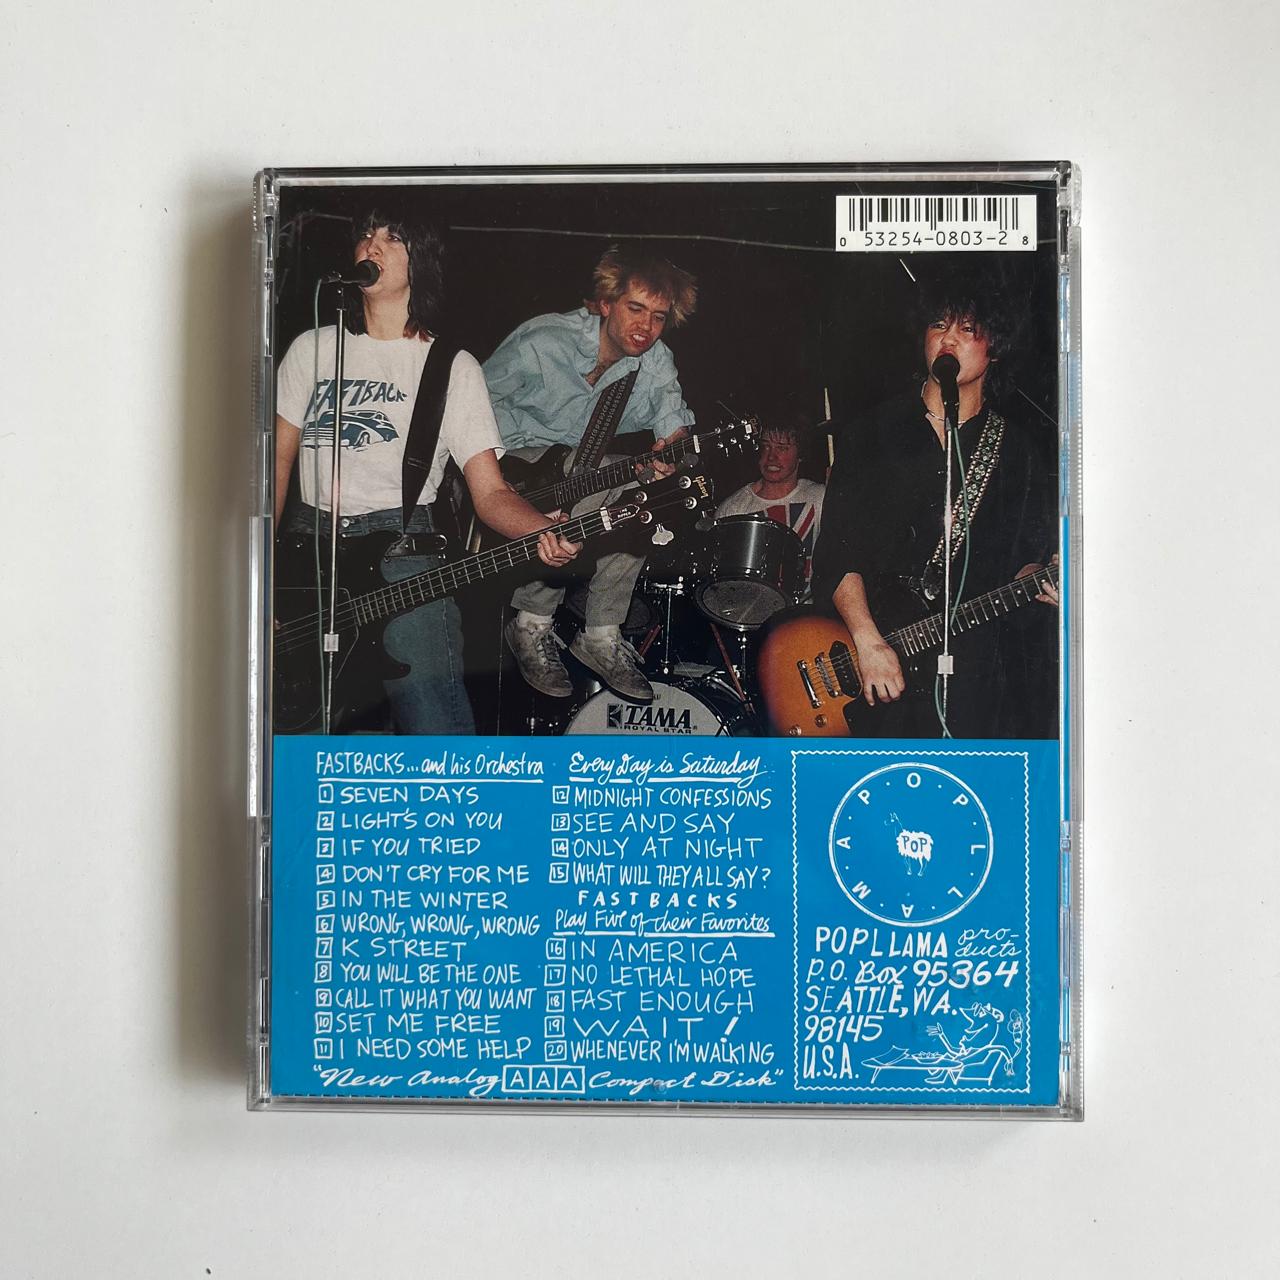 0 53254-0803-2 8
FASTBACK
Gibson
THE RIPPER
TAMA
ROYAL STAR
FASTBACKS...and his Orchestra
1 SEVEN DAYS
2 LIGHT'S ON YOU
3 IF YOU TRIED
4 DON'T CRY FOR ME
5 IN THE WINTER
6 WRONG, WRONG, WRONG
7 K STREET
8 YOU WILL BE THE ONE
9 CALL IT WHAT YOU WANT
10 SET ME FREE
11 I NEED SOME HELP
Every Day is Saturday
12 MIDNIGHT CONFESSIONS
13 SEE AND SAY
14 ONLY AT NIGHT
15 WHAT WILL THEY ALL SAY?
FASTBACKS
Play Five of their Favorites
16 IN AMERICA
17 NO LETHAL HOPE
18 FAST ENOUGH
19 WAIT!
20 WHENEVER I'M WALKING
"New Analog AAA Compact Disk"
POPLLAMA
POP
POPLLAMA pro-
ducts
P.O. Box 95364
SEATTLE, WA.
98145
U.S.A.